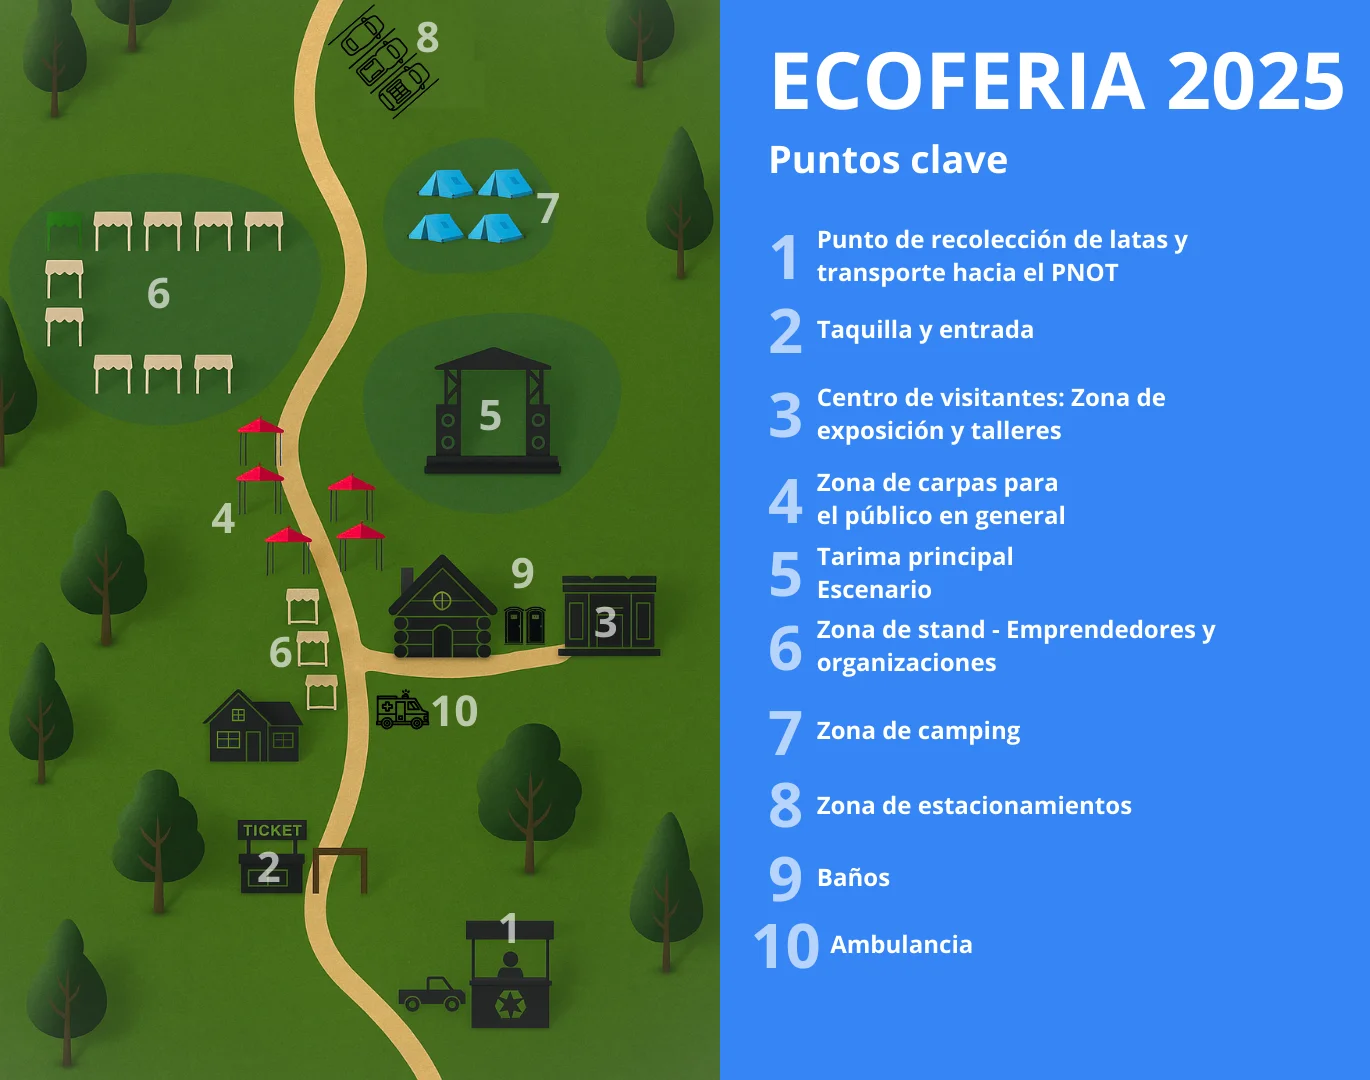 8
7
6
5
4
9
3
6
10
TICKET
2
1
ECOFERIA 2025
Puntos clave
1 Punto de recolección de latas y
transporte hacia el PNOT
2 Taquilla y entrada
3 Centro de visitantes: Zona de
exposición y talleres
4 Zona de carpas para
el público en general
5 Tarima principal
Escenario
6 Zona de stand - Emprendedores y
organizaciones
7 Zona de camping
8 Zona de estacionamientos
9 Baños
10 Ambulancia